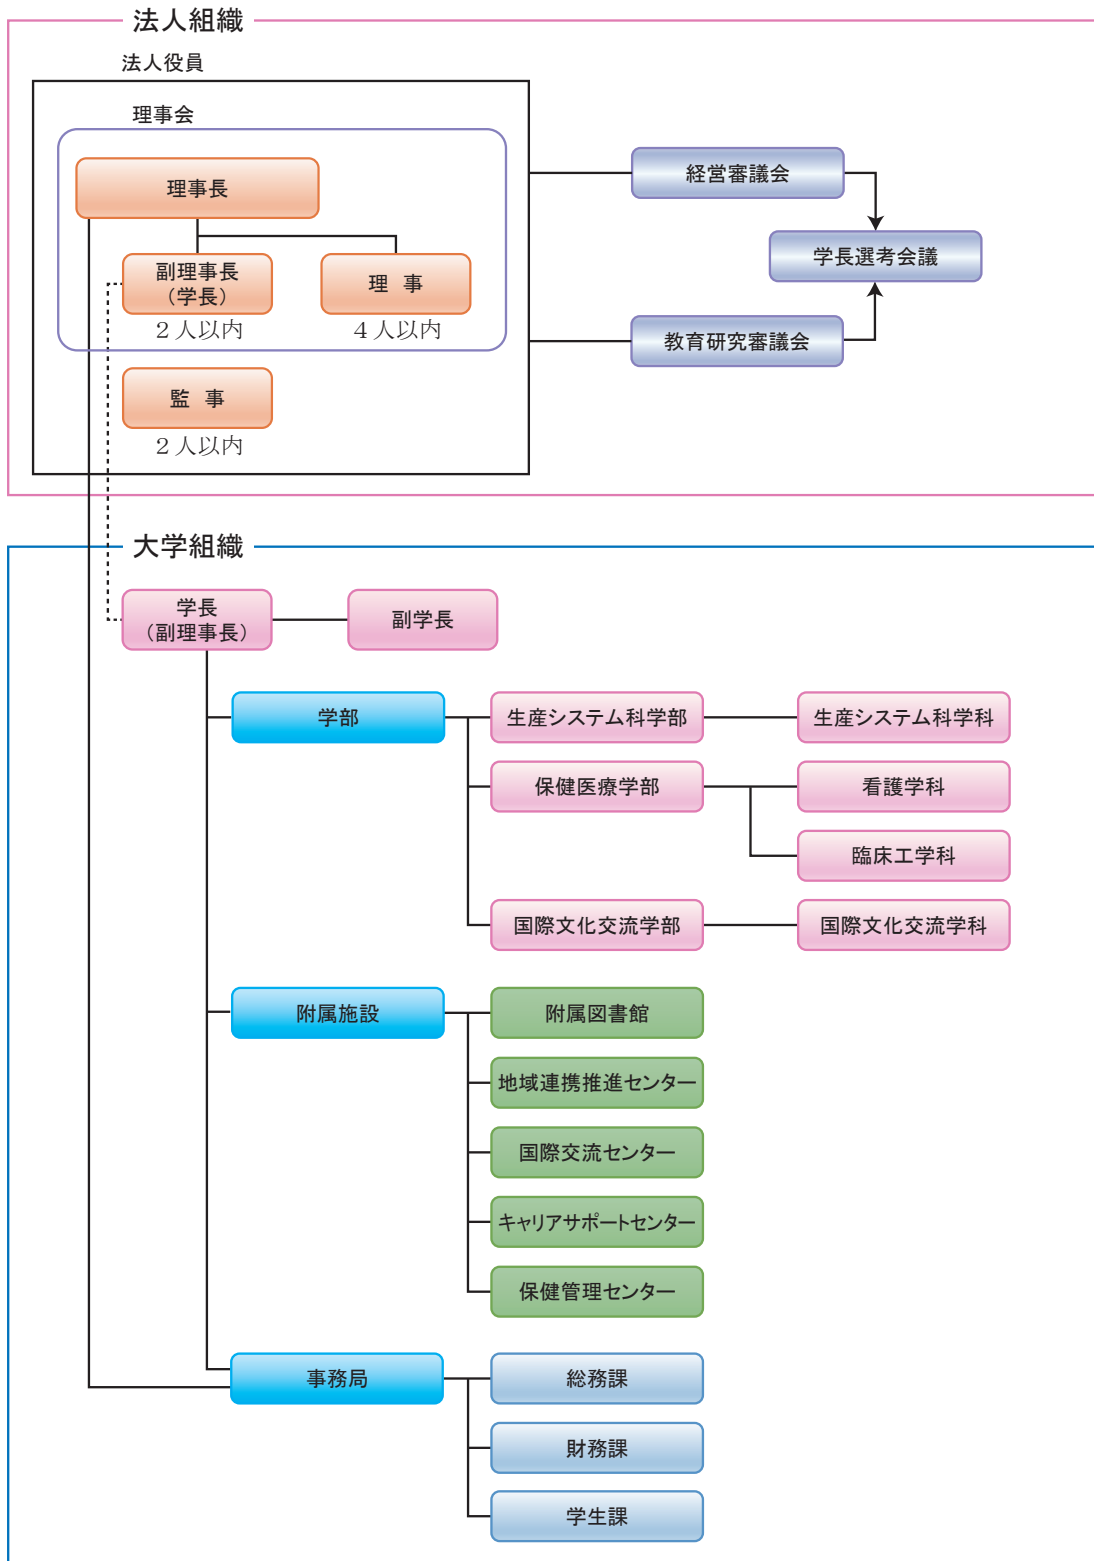 法人組織
法人役員
理事会
理事長
副理事長
（学長）
２人以内
理 事
４人以内
監 事
２人以内
経営審議会
学長選考会議
教育研究審議会
大学組織
学長
（副理事長）
副学長
学部
生産システム科学部
生産システム科学科
保健医療学部
看護学科
臨床工学科
国際文化交流学部
国際文化交流学科
附属施設
附属図書館
地域連携推進センター
国際交流センター
キャリアサポートセンター
保健管理センター
事務局
総務課
財務課
学生課